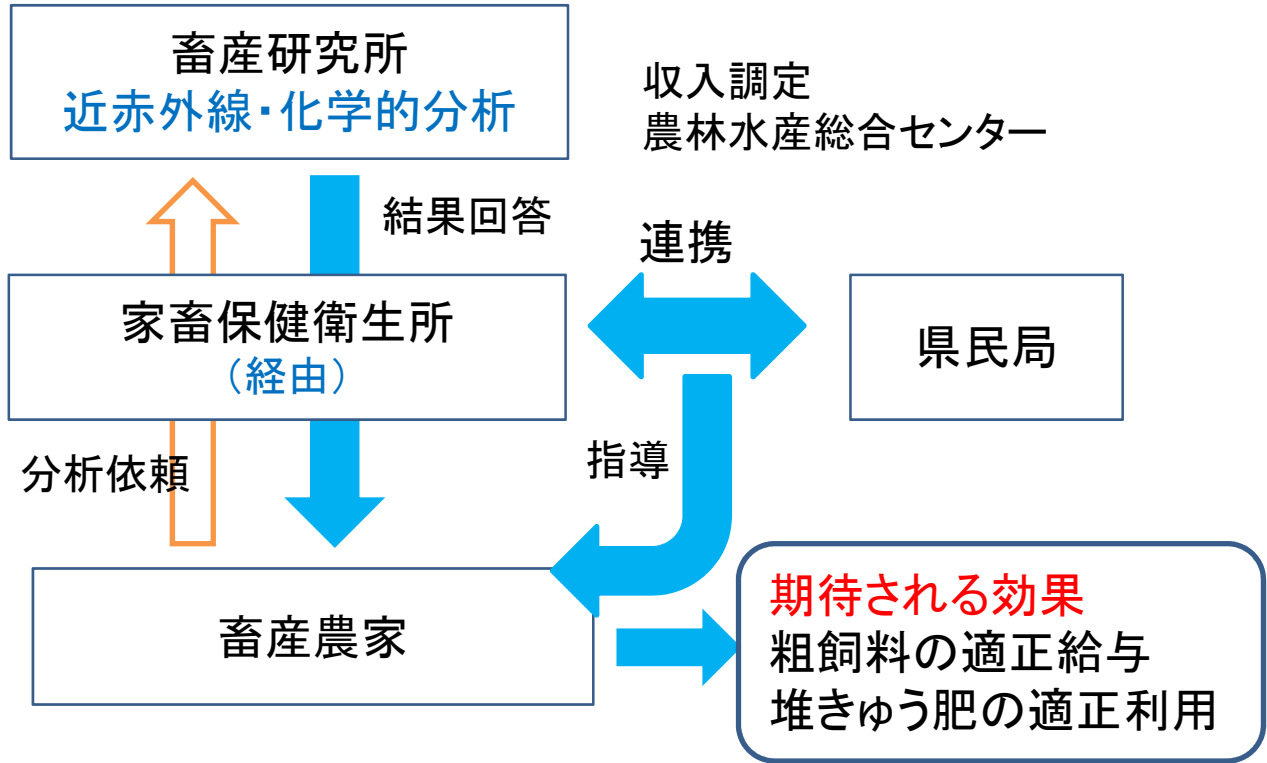 畜産研究所
近赤外線・化学的分析
収入調定
農林水産総合センター
結果回答
連携
家畜保健衛生所
（経由）
県民局
分析依頼
指導
畜産農家
期待される効果
粗飼料の適正給与
堆きゅう肥の適正利用